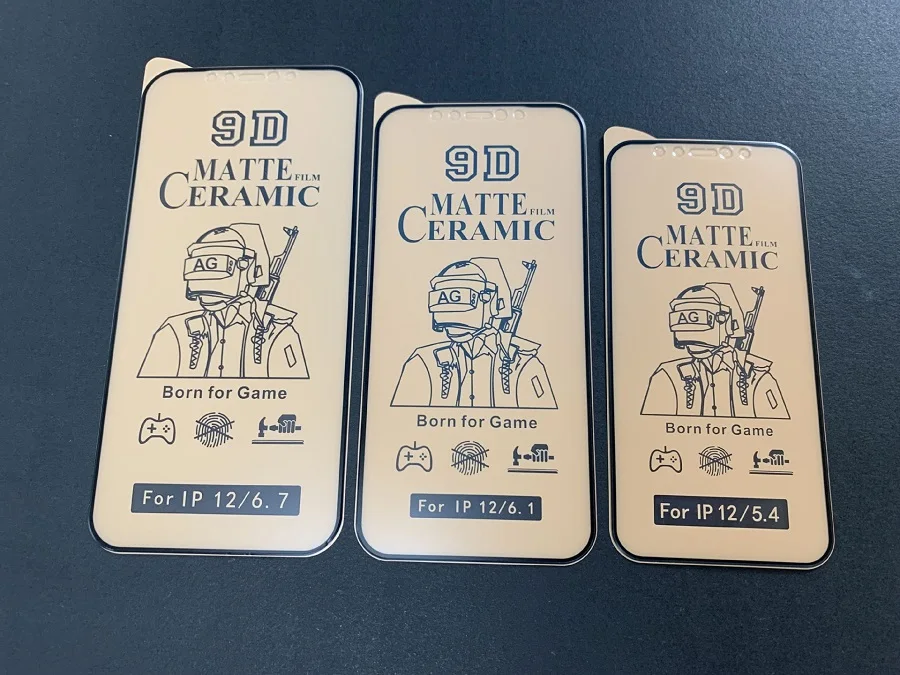 9D
MATTE FILM
CERAMIC
AG
Born for Game
For IP 12/6.7
9D
MATTE FILM
CERAMIC
AG
Born for Game
For IP 12/6.1
9D
MATTE FILM
CERAMIC
AG
Born for Game
For IP 12/5.4